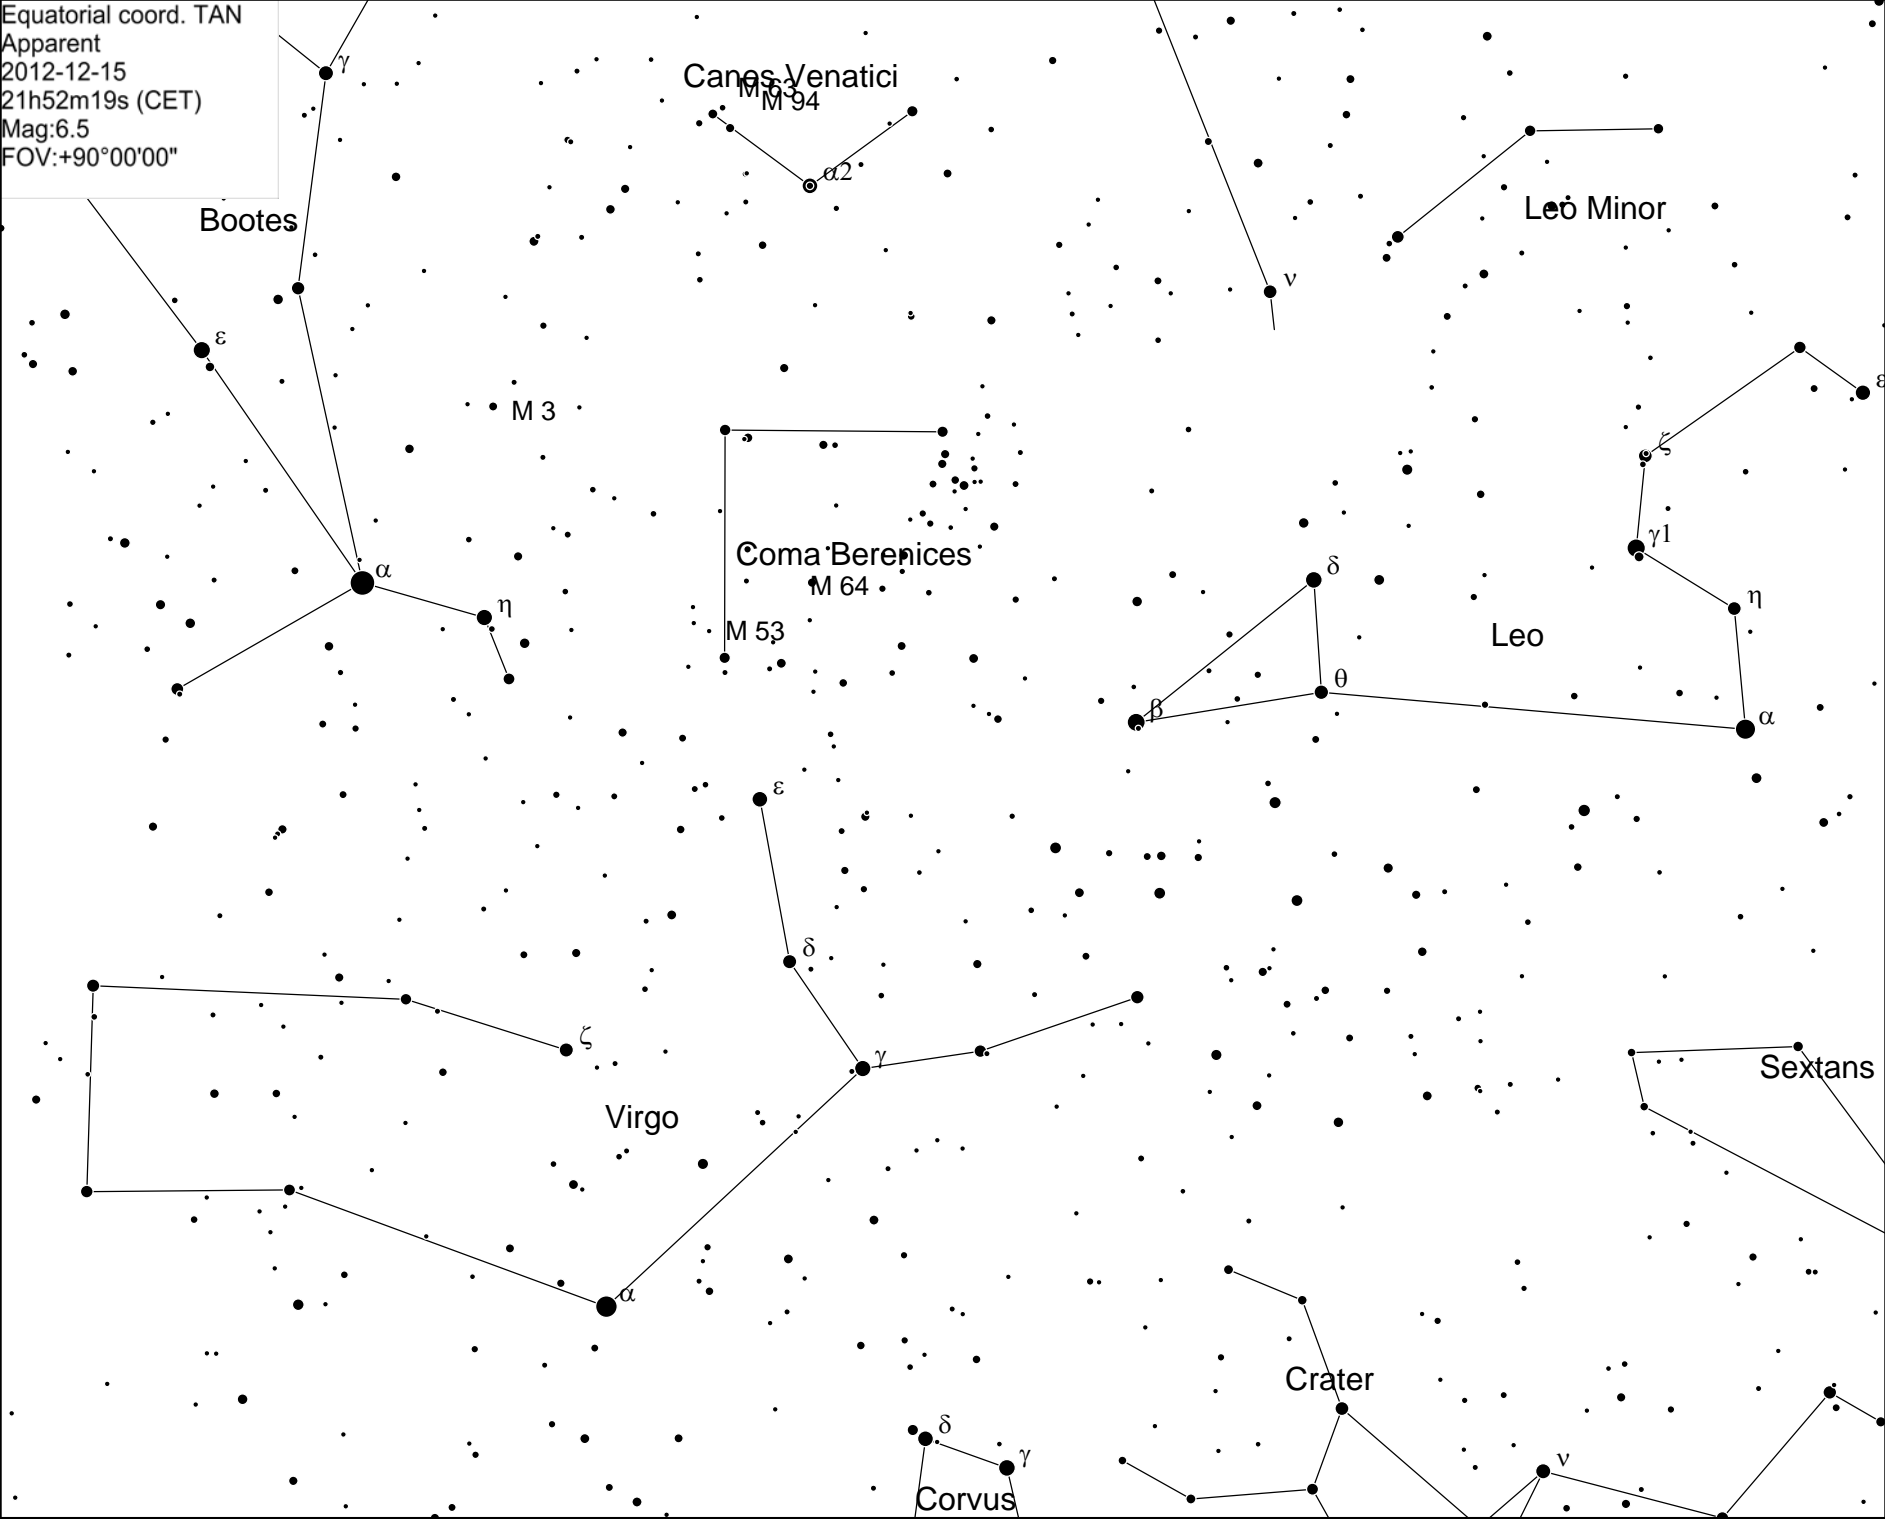 Equatorial coord. TAN
Apparent
2012-12-15
21h52m19s (CET)
Mag:6.5
FOV:+90°00'00"
γ
Canes Venatici
M 63
M 94
α2
Bootes
Leo Minor
ν
ε
ε
M 3
ζ
γ1
Coma Berenices
δ
α
M 64
η
η
M 53
Leo
θ
β
α
ε
δ
ζ
γ
Sextans
Virgo
α
Crater
δ
γ
ν
Corvus